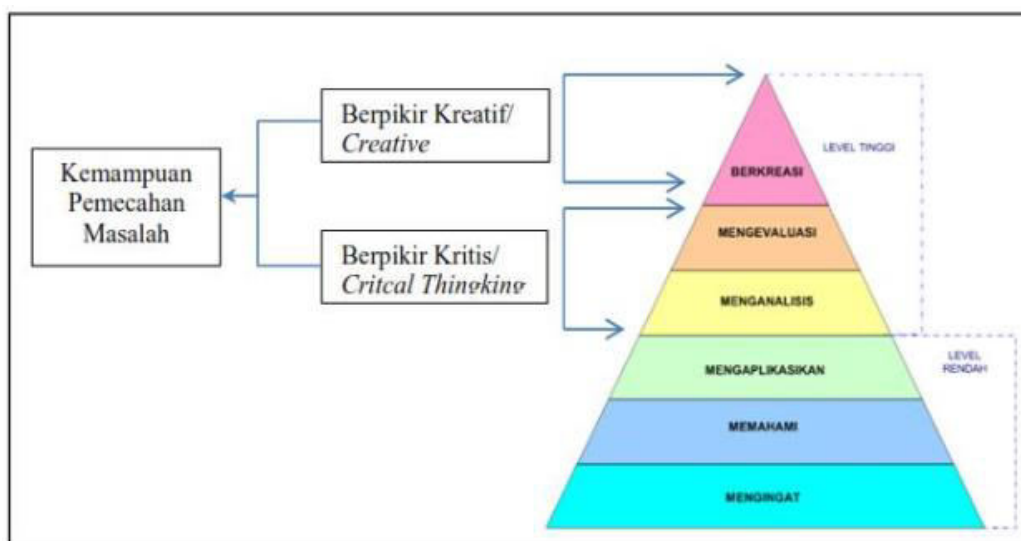 Kemampuan
Pemecahan
Masalah
Berpikir Kreatif/
Creative
Berpikir Kritis/
Critcal Thingking
BERKREASI
MENGEVALUASI
MENGANALISIS
MENGAPLIKASIKAN
MEMAHAMI
MENGINGAT
LEVEL TINGGI
LEVEL
RENDAH